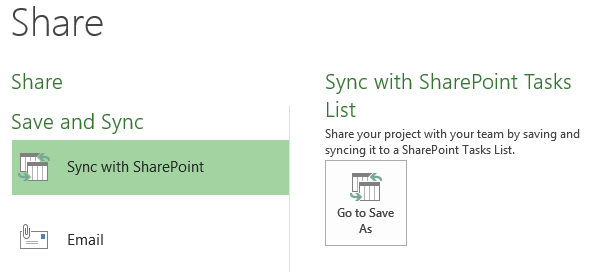 Share
Share
Save and Sync
Sync with SharePoint
Email
Sync with SharePoint Tasks
List
Share your project with your team by saving and
syncing it to a SharePoint Tasks List.
Go to Save
As